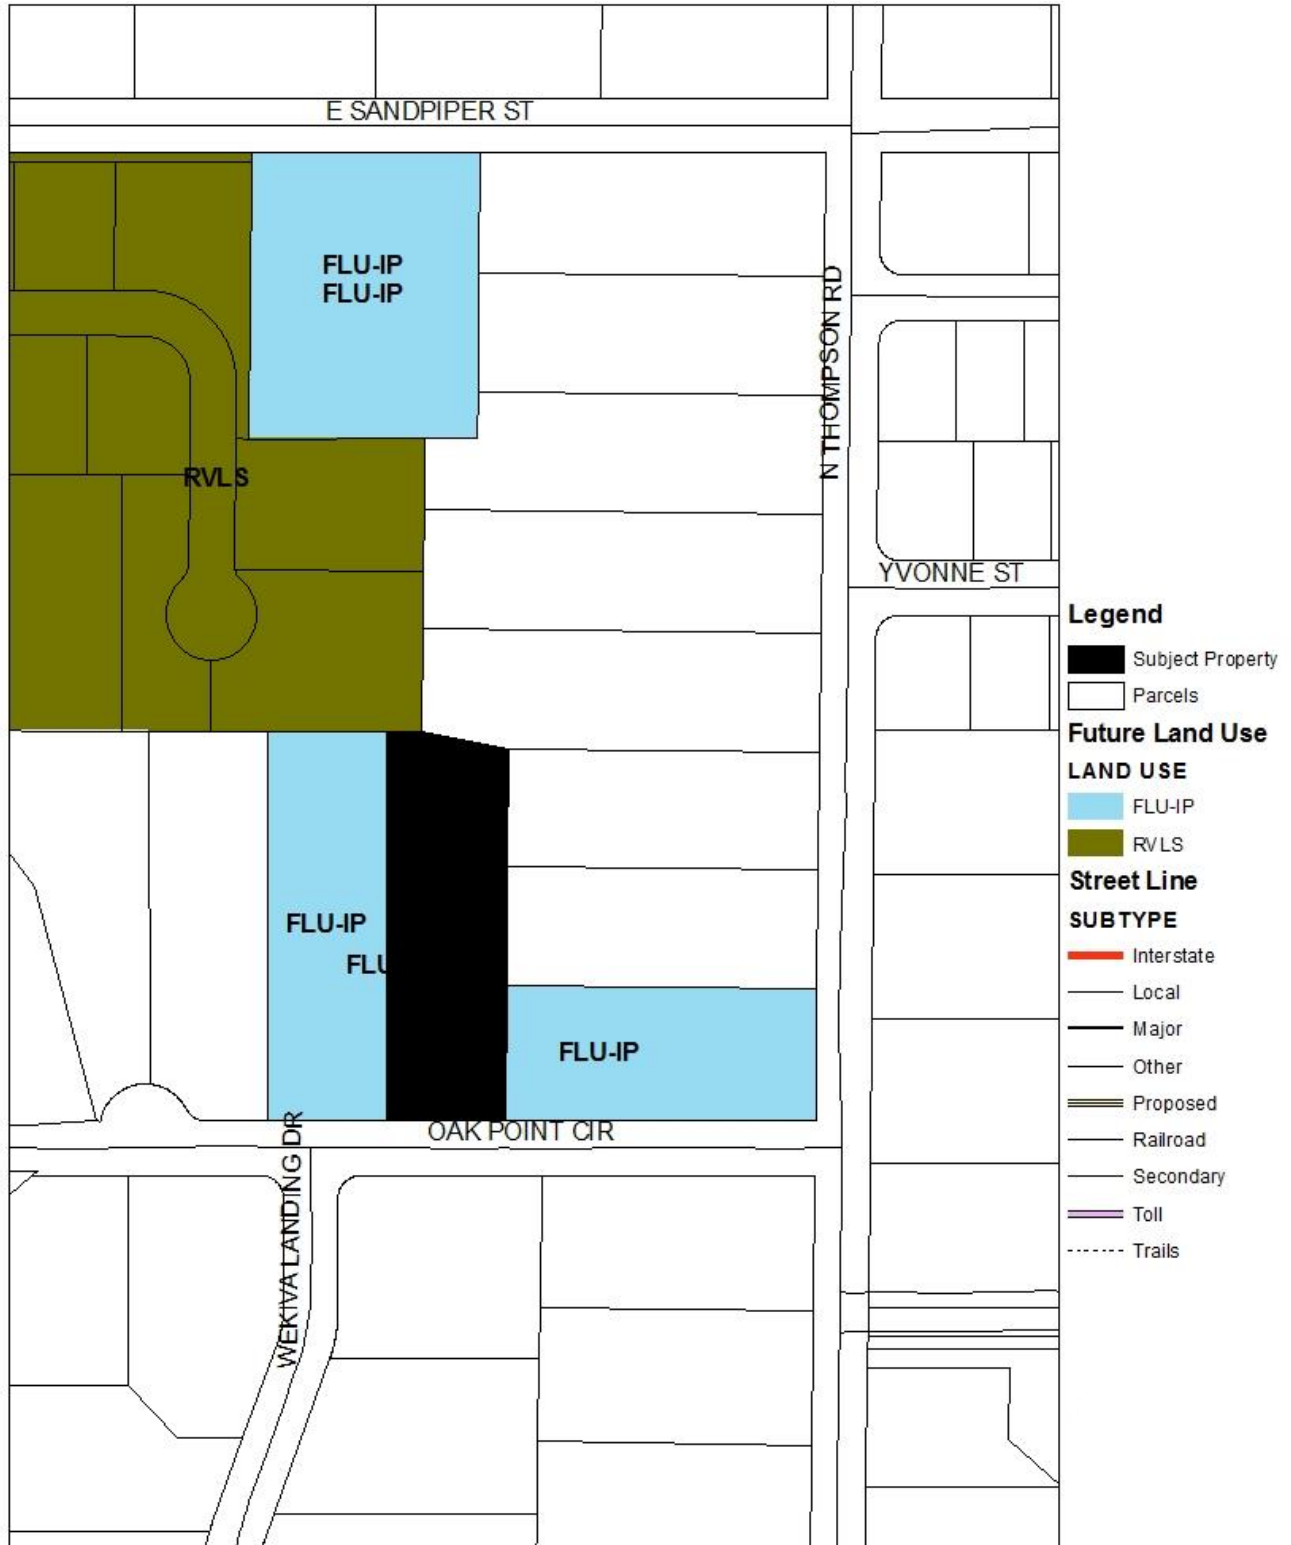 E SANDPIPER ST
FLU-IP
FLU-IP
N THOMPSON RD
RVLS
YVONNE ST
FLU-IP
FLU
FLU-IP
OAK POINT CIR
WEKIVA LANDING DR
Legend
Subject Property
Parcels
Future Land Use
LAND USE
FLU-IP
RVLS
Street Line
SUBTYPE
Interstate
Local
Major
Other
Proposed
Railroad
Secondary
Toll
Trails